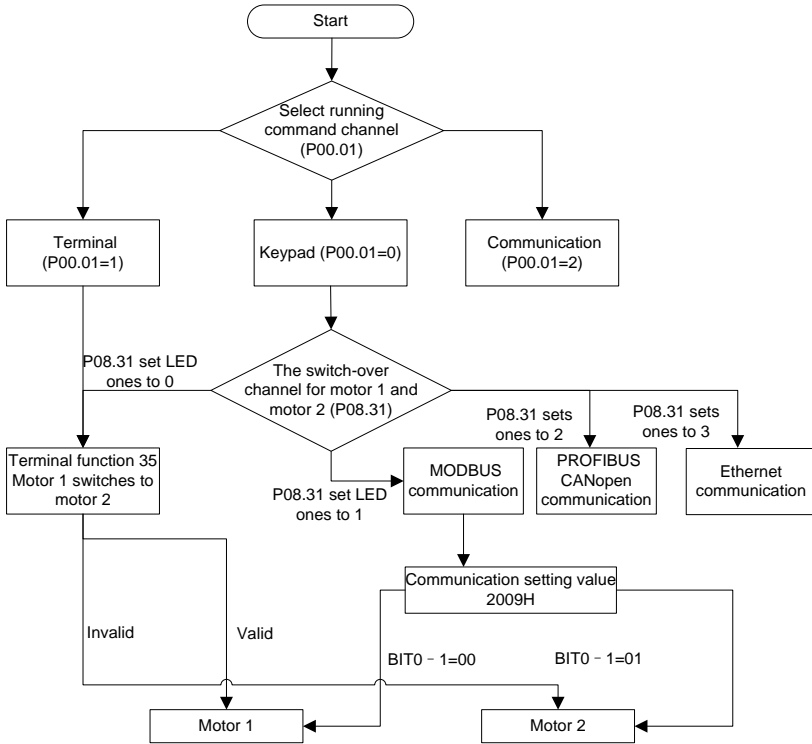 Start
Select running
command channel
(P00.01)
Terminal
(P00.01=1)
Keypad (P00.01=0)
Communication
(P00.01=2)
P08.31 set LED
ones to 0
The switch-over
channel for motor 1 and
motor 2 (P08.31)
P08.31 sets
ones to 2
P08.31 sets
ones to 3
Terminal function 35
Motor 1 switches to
motor 2
P08.31 set LED
ones to 1
MODBUS
communication
PROFIBUS
CANopen
communication
Ethernet
communication
Communication setting value
2009H
Invalid
Valid
BIT0﹣1=00
BIT0﹣1=01
Motor 1
Motor 2